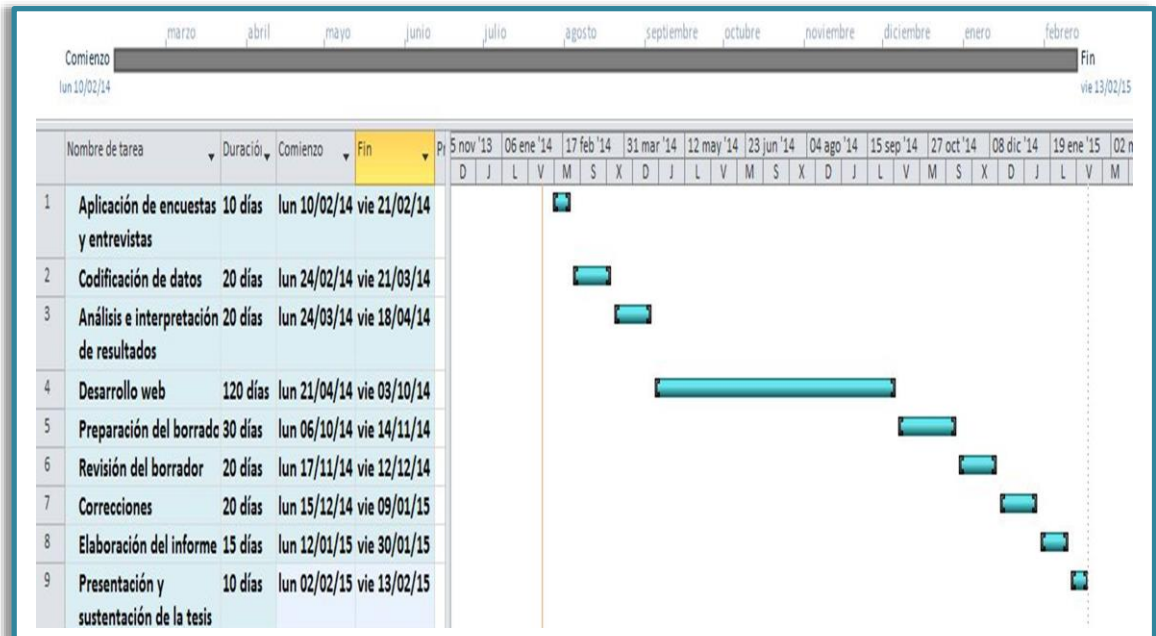 marzo abril mayo junio julio agosto septiembre octubre noviembre diciembre enero febrero
Comienzo Fin
lun 10/02/14 vie 13/02/15
Nombre de tarea Duració Comienzo Fin Pr 5 nov '13 06 ene '14 17 feb '14 31 mar '14 12 may '14 23 jun '14 04 ago '14 15 sep '14 27 oct '14 08 dic '14 19 ene '15 02 m
D J L V M S X D J L V M S X D J L V M S X D J L V M
1 Aplicación de encuestas 10 días lun 10/02/14 vie 21/02/14
y entrevistas
2 Codificación de datos 20 días lun 24/02/14 vie 21/03/14
3 Análisis e interpretación 20 días lun 24/03/14 vie 18/04/14
de resultados
4 Desarrollo web 120 días lun 21/04/14 vie 03/10/14
5 Preparación del borrado 30 días lun 06/10/14 vie 14/11/14
6 Revisión del borrador 20 días lun 17/11/14 vie 12/12/14
7 Correcciones 20 días lun 15/12/14 vie 09/01/15
8 Elaboración del informe 15 días lun 12/01/15 vie 30/01/15
9 Presentación y 10 días lun 02/02/15 vie 13/02/15
sustentación de la tesis